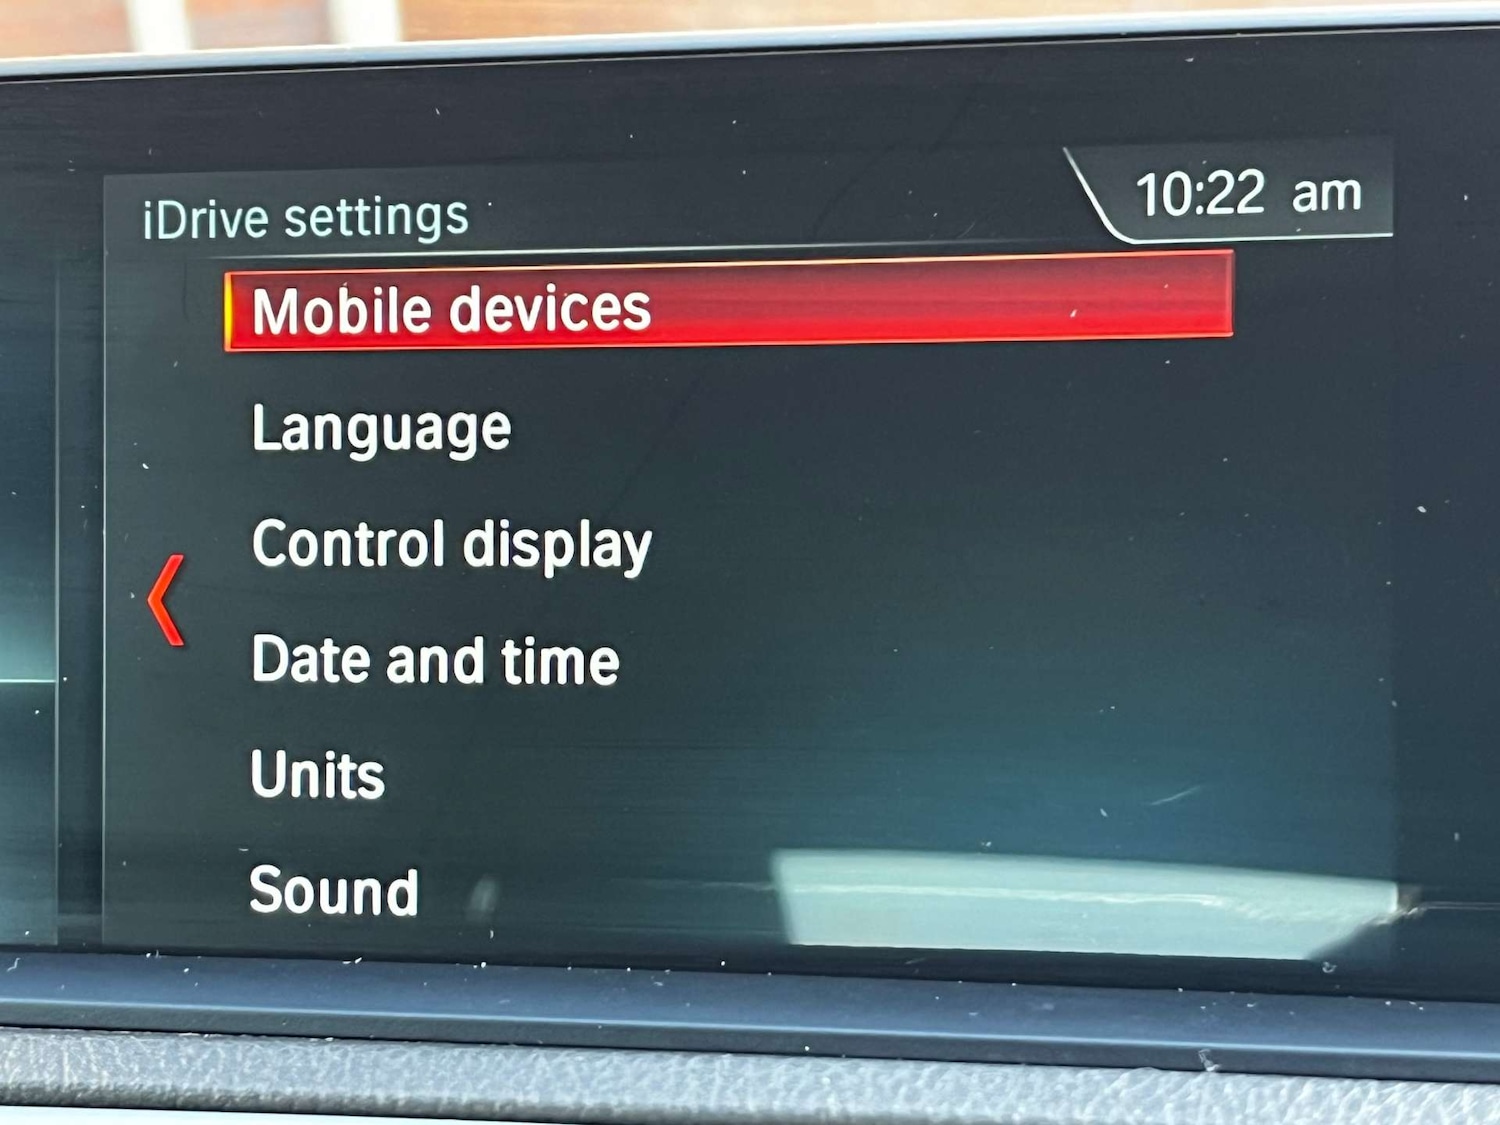 iDrive settings
10:22 am
Mobile devices
Language
Control display
Date and time
Units
Sound